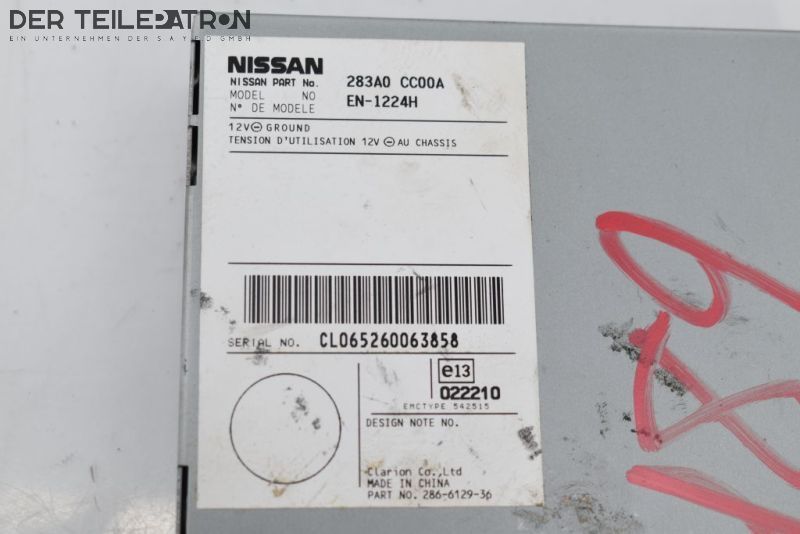 DER TEILEPATRON
EIN UNTERNEHMEN DER SAYED GMBH
NISSAN
NISSAN PART No. 283A0 CC00A
MODEL NO
N° DE MODELE EN-1224H
12V⊖GROUND
TENSION D'UTILISATION 12V ⊖ AU CHASSIS
SERIAL NO. CL065260063858
e13
022210
EMCTYPE 542515
DESIGN NOTE NO.
Clarion Co.,Ltd
MADE IN CHINA
PART NO. 286-6129-36